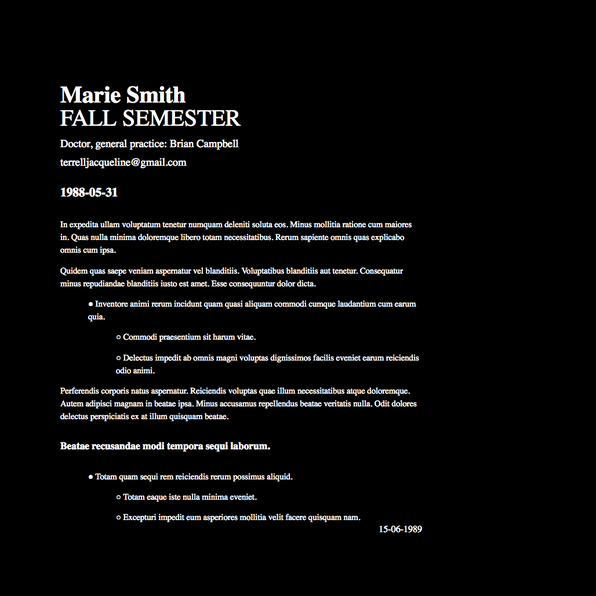 Marie Smith
FALL SEMESTER
Doctor, general practice: Brian Campbell
terrelljacqueline@gmail.com
1988-05-31
In expedita ullam voluptatum tenetur numquam deleniti soluta eos. Minus mollitia ratione cum maiores
in. Quas nulla minima doloremque libero totam necessitatibus. Rerum sapiente omnis quas explicabo
omnis cum ipsa.
Quidem quas saepe veniam aspernatur vel blanditiis. Voluptatibus blanditiis aut tenetur. Consequatur
minus repudiandae blanditiis iusto est amet. Esse consequuntur dolor dicta.
● Inventore animi rerum incidunt quam quasi aliquam commodi cumque laudantium cum earum
quia.
○ Commodi praesentium sit harum vitae.
○ Delectus impedit ab omnis magni voluptas dignissimos facilis eveniet earum reiciendis
odio animi.
Perferendis corporis natus aspernatur. Reiciendis voluptas quae illum necessitatibus atque doloremque.
Autem adipisci magnam in beatae ipsa. Minus accusamus repellendus beatae veritatis nulla. Odit dolores
delectus perspiciatis ex at illum quisquam beatae.
Beatae recusandae modi tempora sequi laborum.
● Totam quam sequi rem reiciendis rerum possimus aliquid.
○ Totam eaque iste nulla minima eveniet.
○ Excepturi impedit eum asperiores mollitia velit facere quisquam nam.
15-06-1989